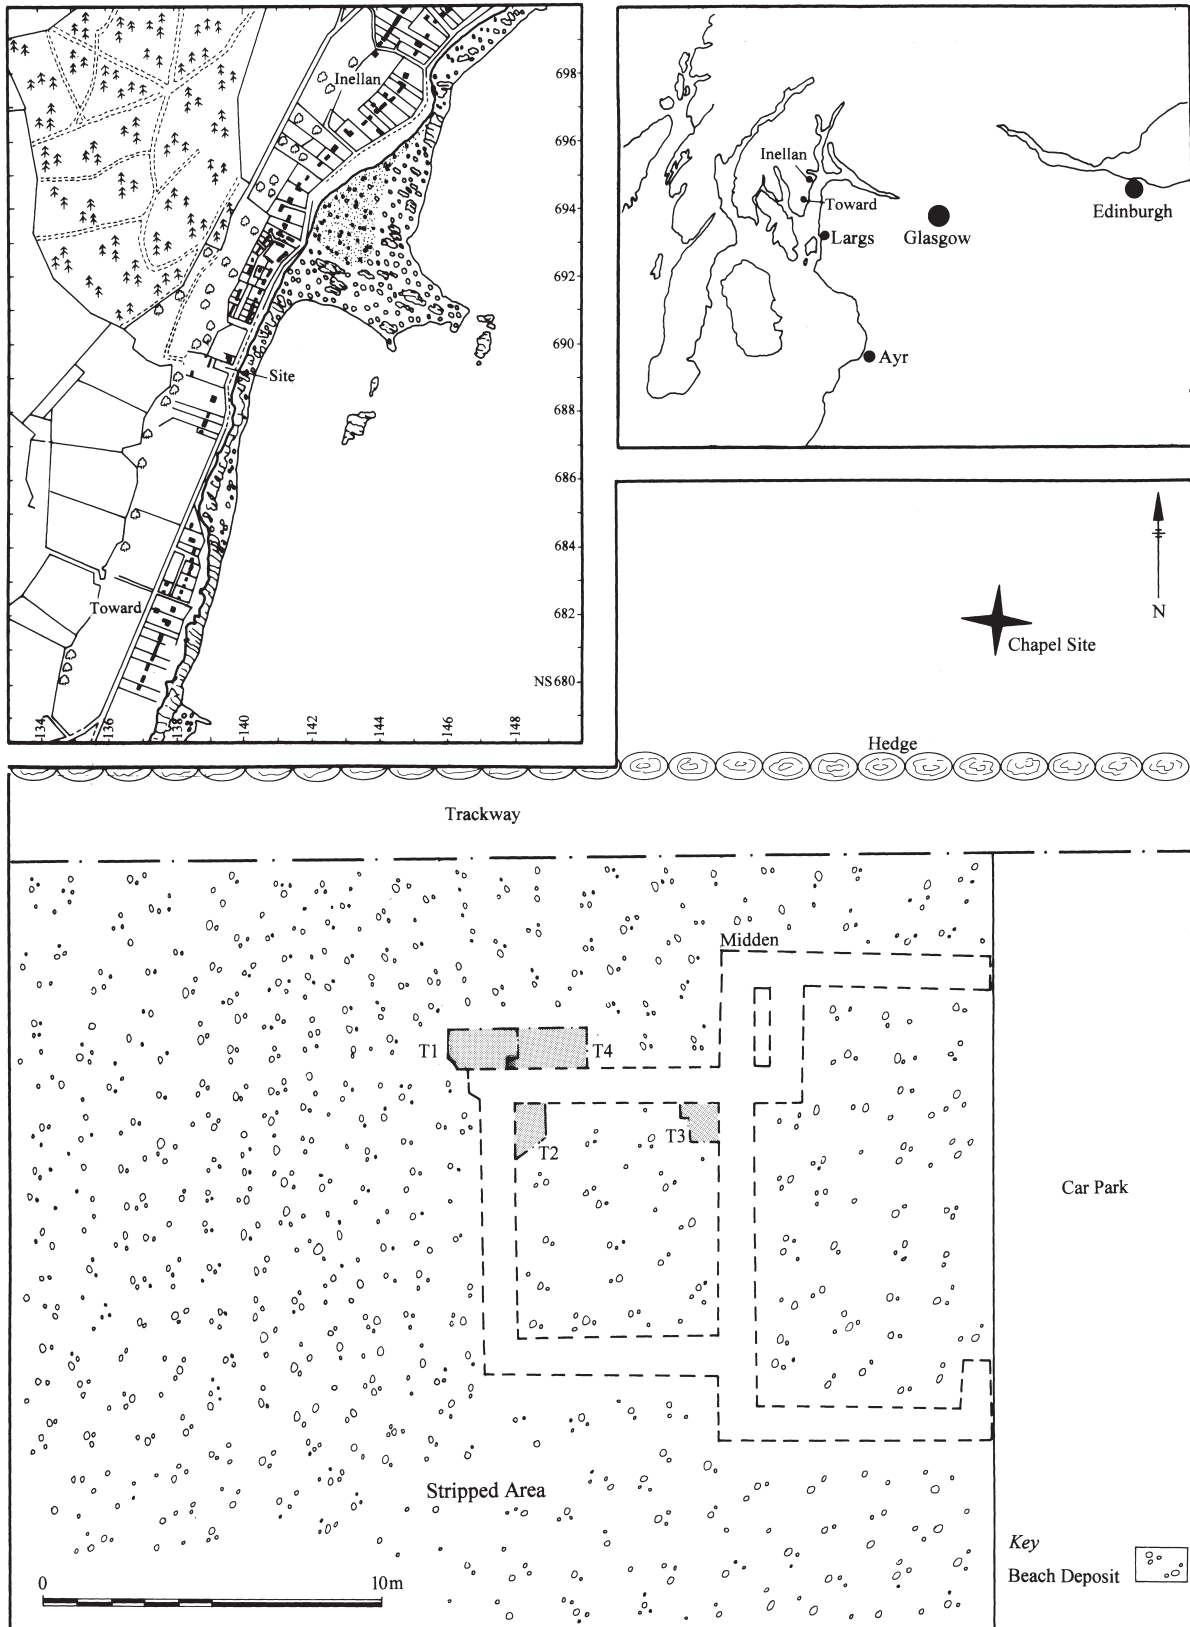 Inellan
698
696
694
692
690
688
686
684
682
NS 680
Site
Toward
134
136
138
140
142
144
146
148
Inellan
Toward
Largs
Glasgow
Edinburgh
Ayr
N
Chapel Site
Hedge
Trackway
Midden
T1
T4
T2
T3
Car Park
Stripped Area
0
10m
Key
Beach Deposit